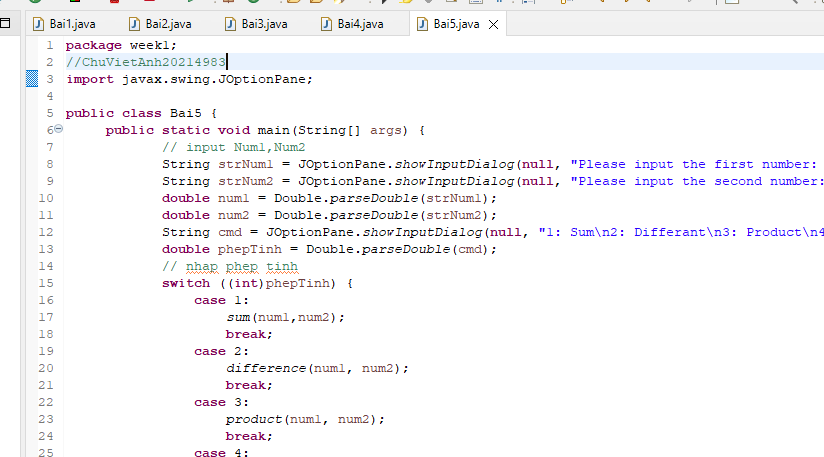 Bai1.java Bai2.java Bai3.java Bai4.java Bai5.java
1 package week1;
2 //ChuVietAnh20214983
3 import javax.swing.JOptionPane;
4
5 public class Bai5 {
6 public static void main(String[] args) {
7 // input Num1,Num2
8 String strNum1 = JOptionPane.showInputDialog(null, "Please input the first number:
9 String strNum2 = JOptionPane.showInputDialog(null, "Please input the second number:
10 double num1 = Double.parseDouble(strNum1);
11 double num2 = Double.parseDouble(strNum2);
12 String cmd = JOptionPane.showInputDialog(null, "1: Sum\n2: Differant\n3: Product\n4
13 double phepTinh = Double.parseDouble(cmd);
14 // nhap phep tinh
15 switch ((int)phepTinh) {
16 case 1:
17 sum(num1,num2);
18 break;
19 case 2:
20 difference(num1, num2);
21 break;
22 case 3:
23 product(num1, num2);
24 break;
25 case 4: